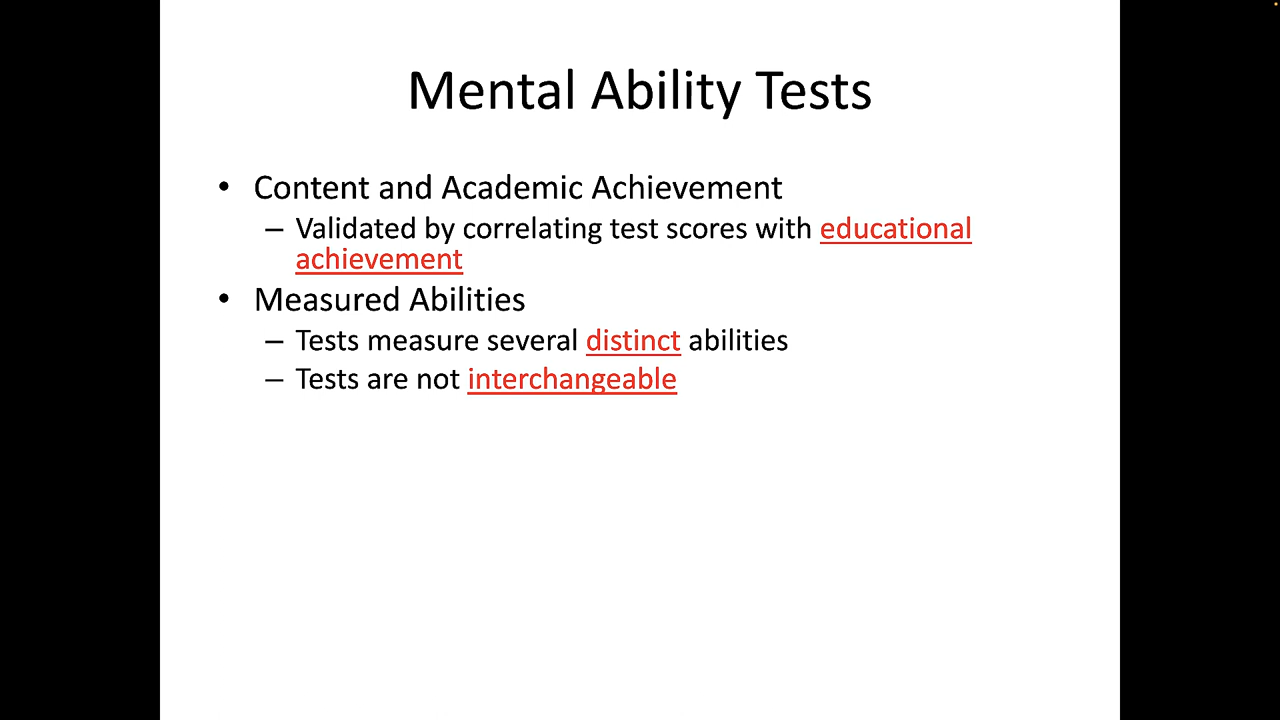 Mental Ability Tests
• Content and Academic Achievement
– Validated by correlating test scores with educational
achievement
• Measured Abilities
– Tests measure several distinct abilities
– Tests are not interchangeable